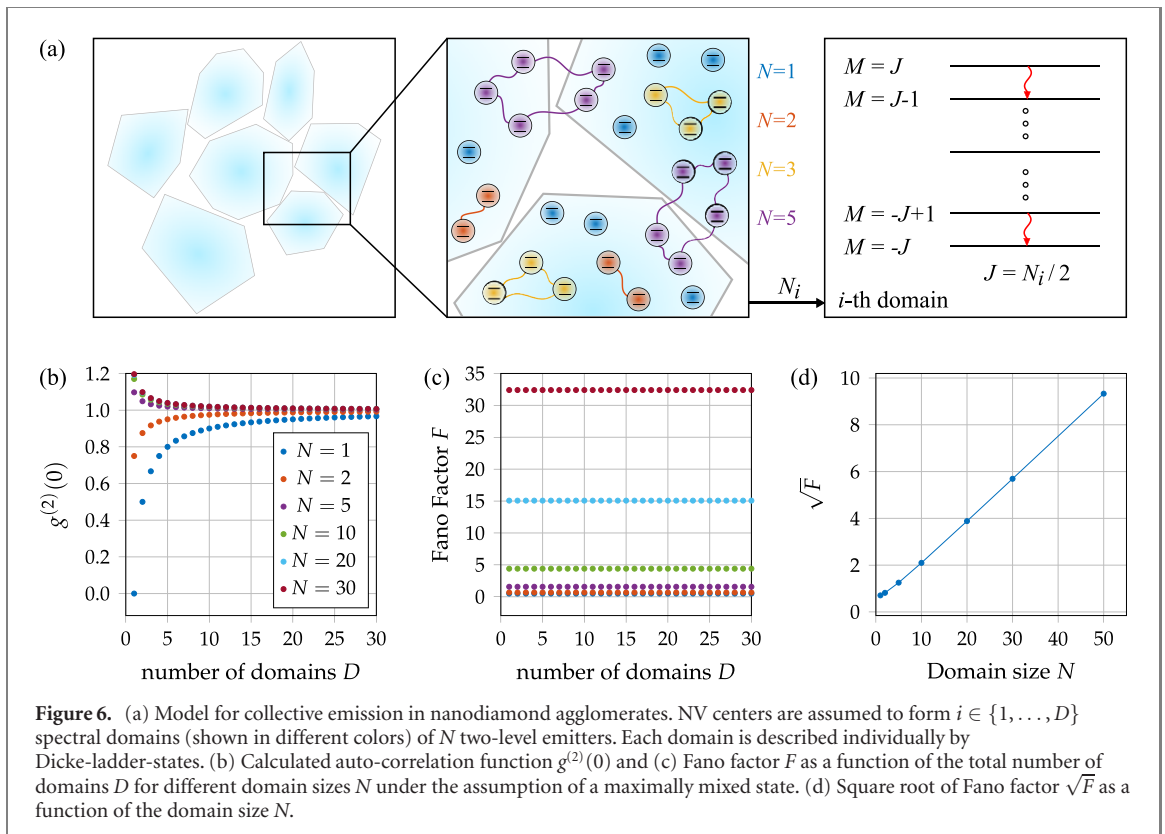 (a)
N=1
N=2
N=3
N=5
N_i
M = J
M = J-1
M = -J+1
M = -J
J = N_i / 2
i-th domain
(b)
1.2
1.0
0.8
0.6
0.4
0.2
0.0
g^(2)(0)
N = 1
N = 2
N = 5
N = 10
N = 20
N = 30
0 5 10 15 20 25 30
number of domains D
(c)
35
30
25
20
15
10
5
0
Fano Factor F
0 5 10 15 20 25 30
number of domains D
(d)
10
8
6
4
2
0
√F
0 10 20 30 40 50
Domain size N
Figure 6. (a) Model for collective emission in nanodiamond agglomerates. NV centers are assumed to form i ∈ {1, . . . , D}
spectral domains (shown in different colors) of N two-level emitters. Each domain is described individually by
Dicke-ladder-states. (b) Calculated auto-correlation function g^(2)(0) and (c) Fano factor F as a function of the total number of
domains D for different domain sizes N under the assumption of a maximally mixed state. (d) Square root of Fano factor √F as a
function of the domain size N.